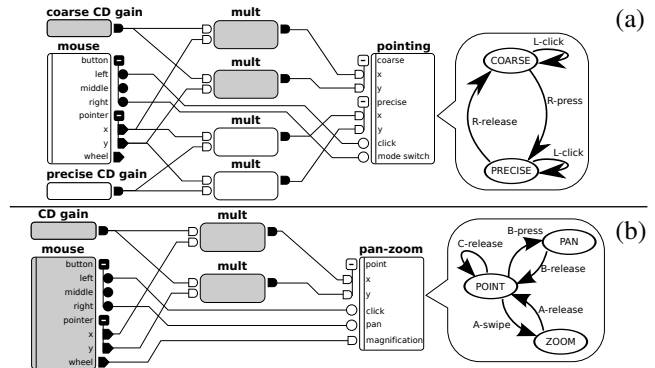 (a)
coarse CD gain
mult
mouse
button
left
middle
right
pointer
x
y
wheel
mult
mult
mult
precise CD gain
pointing
coarse
x
y
precise
x
y
click
mode switch
COARSE
L-click
R-press
R-release
PRECISE
L-click
(b)
CD gain
mult
mouse
button
left
middle
right
pointer
x
y
wheel
mult
pan-zoom
point
x
y
click
pan
magnification
C-release
B-press
PAN
B-release
POINT
A-release
A-swipe
ZOOM